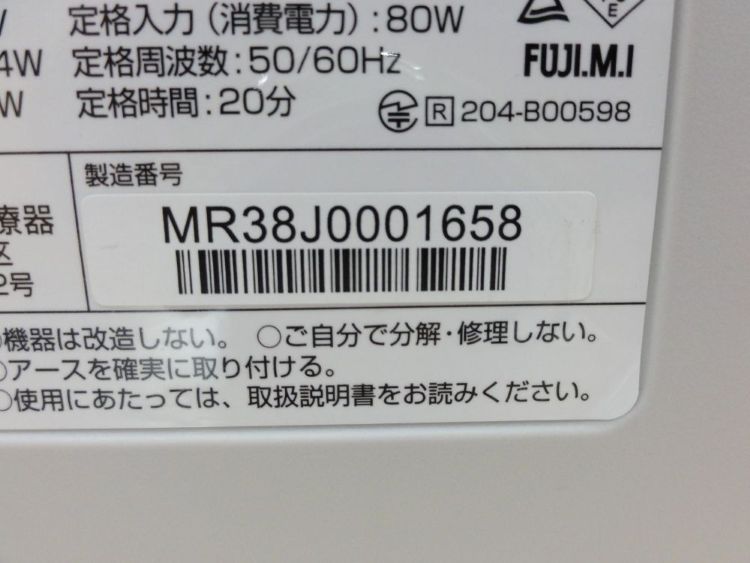 W 定格入力(消費電力):80W
4W 定格周波数:50/60Hz
FUJI.M.I
W 定格時間:20分
R 204-B00598
製造番号
療器
区
2号
MR38J0001658
機器は改造しない。 ○ご自分で分解・修理しない。
○アースを確実に取り付ける。
○使用にあたっては、取扱説明書をお読みください。